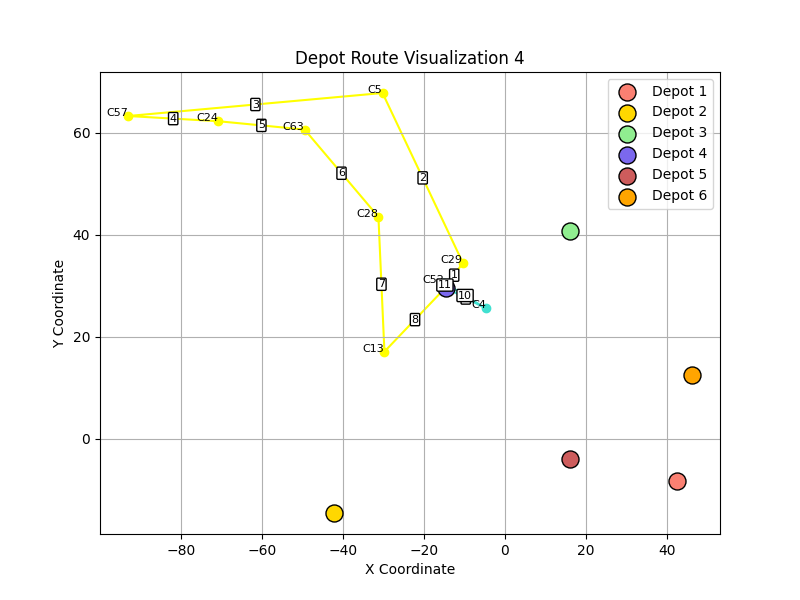 Depot Route Visualization 4
Depot 1
Depot 2
Depot 3
Depot 4
Depot 5
Depot 6
C57
4
C24
5
C63
3
C5
6
2
C28
7
C29
1
11
10
C4
8
C13
60
40
20
0
−80
−60
−40
−20
0
20
40
X Coordinate
Y Coordinate